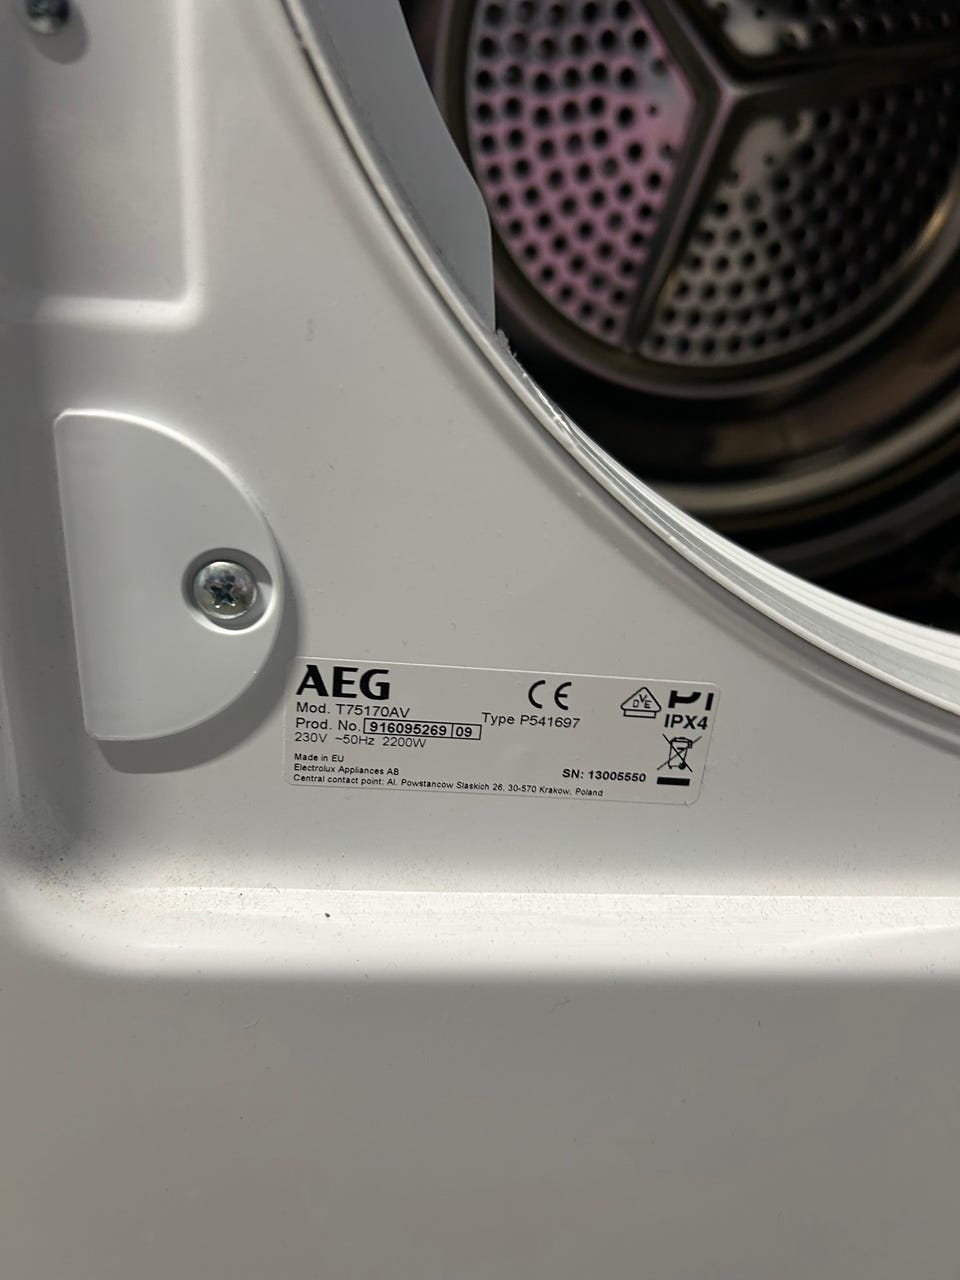 AEG
CE
Mod. T75170AV
Type P541697
IPX4
Prod. No. 916095269 09
230V ~50Hz 2200W
Made in EU
Electrolux Appliances AB
SN: 13005550
Central contact point: Al. Powstancow Slaskich 26, 30-570 Krakow, Poland